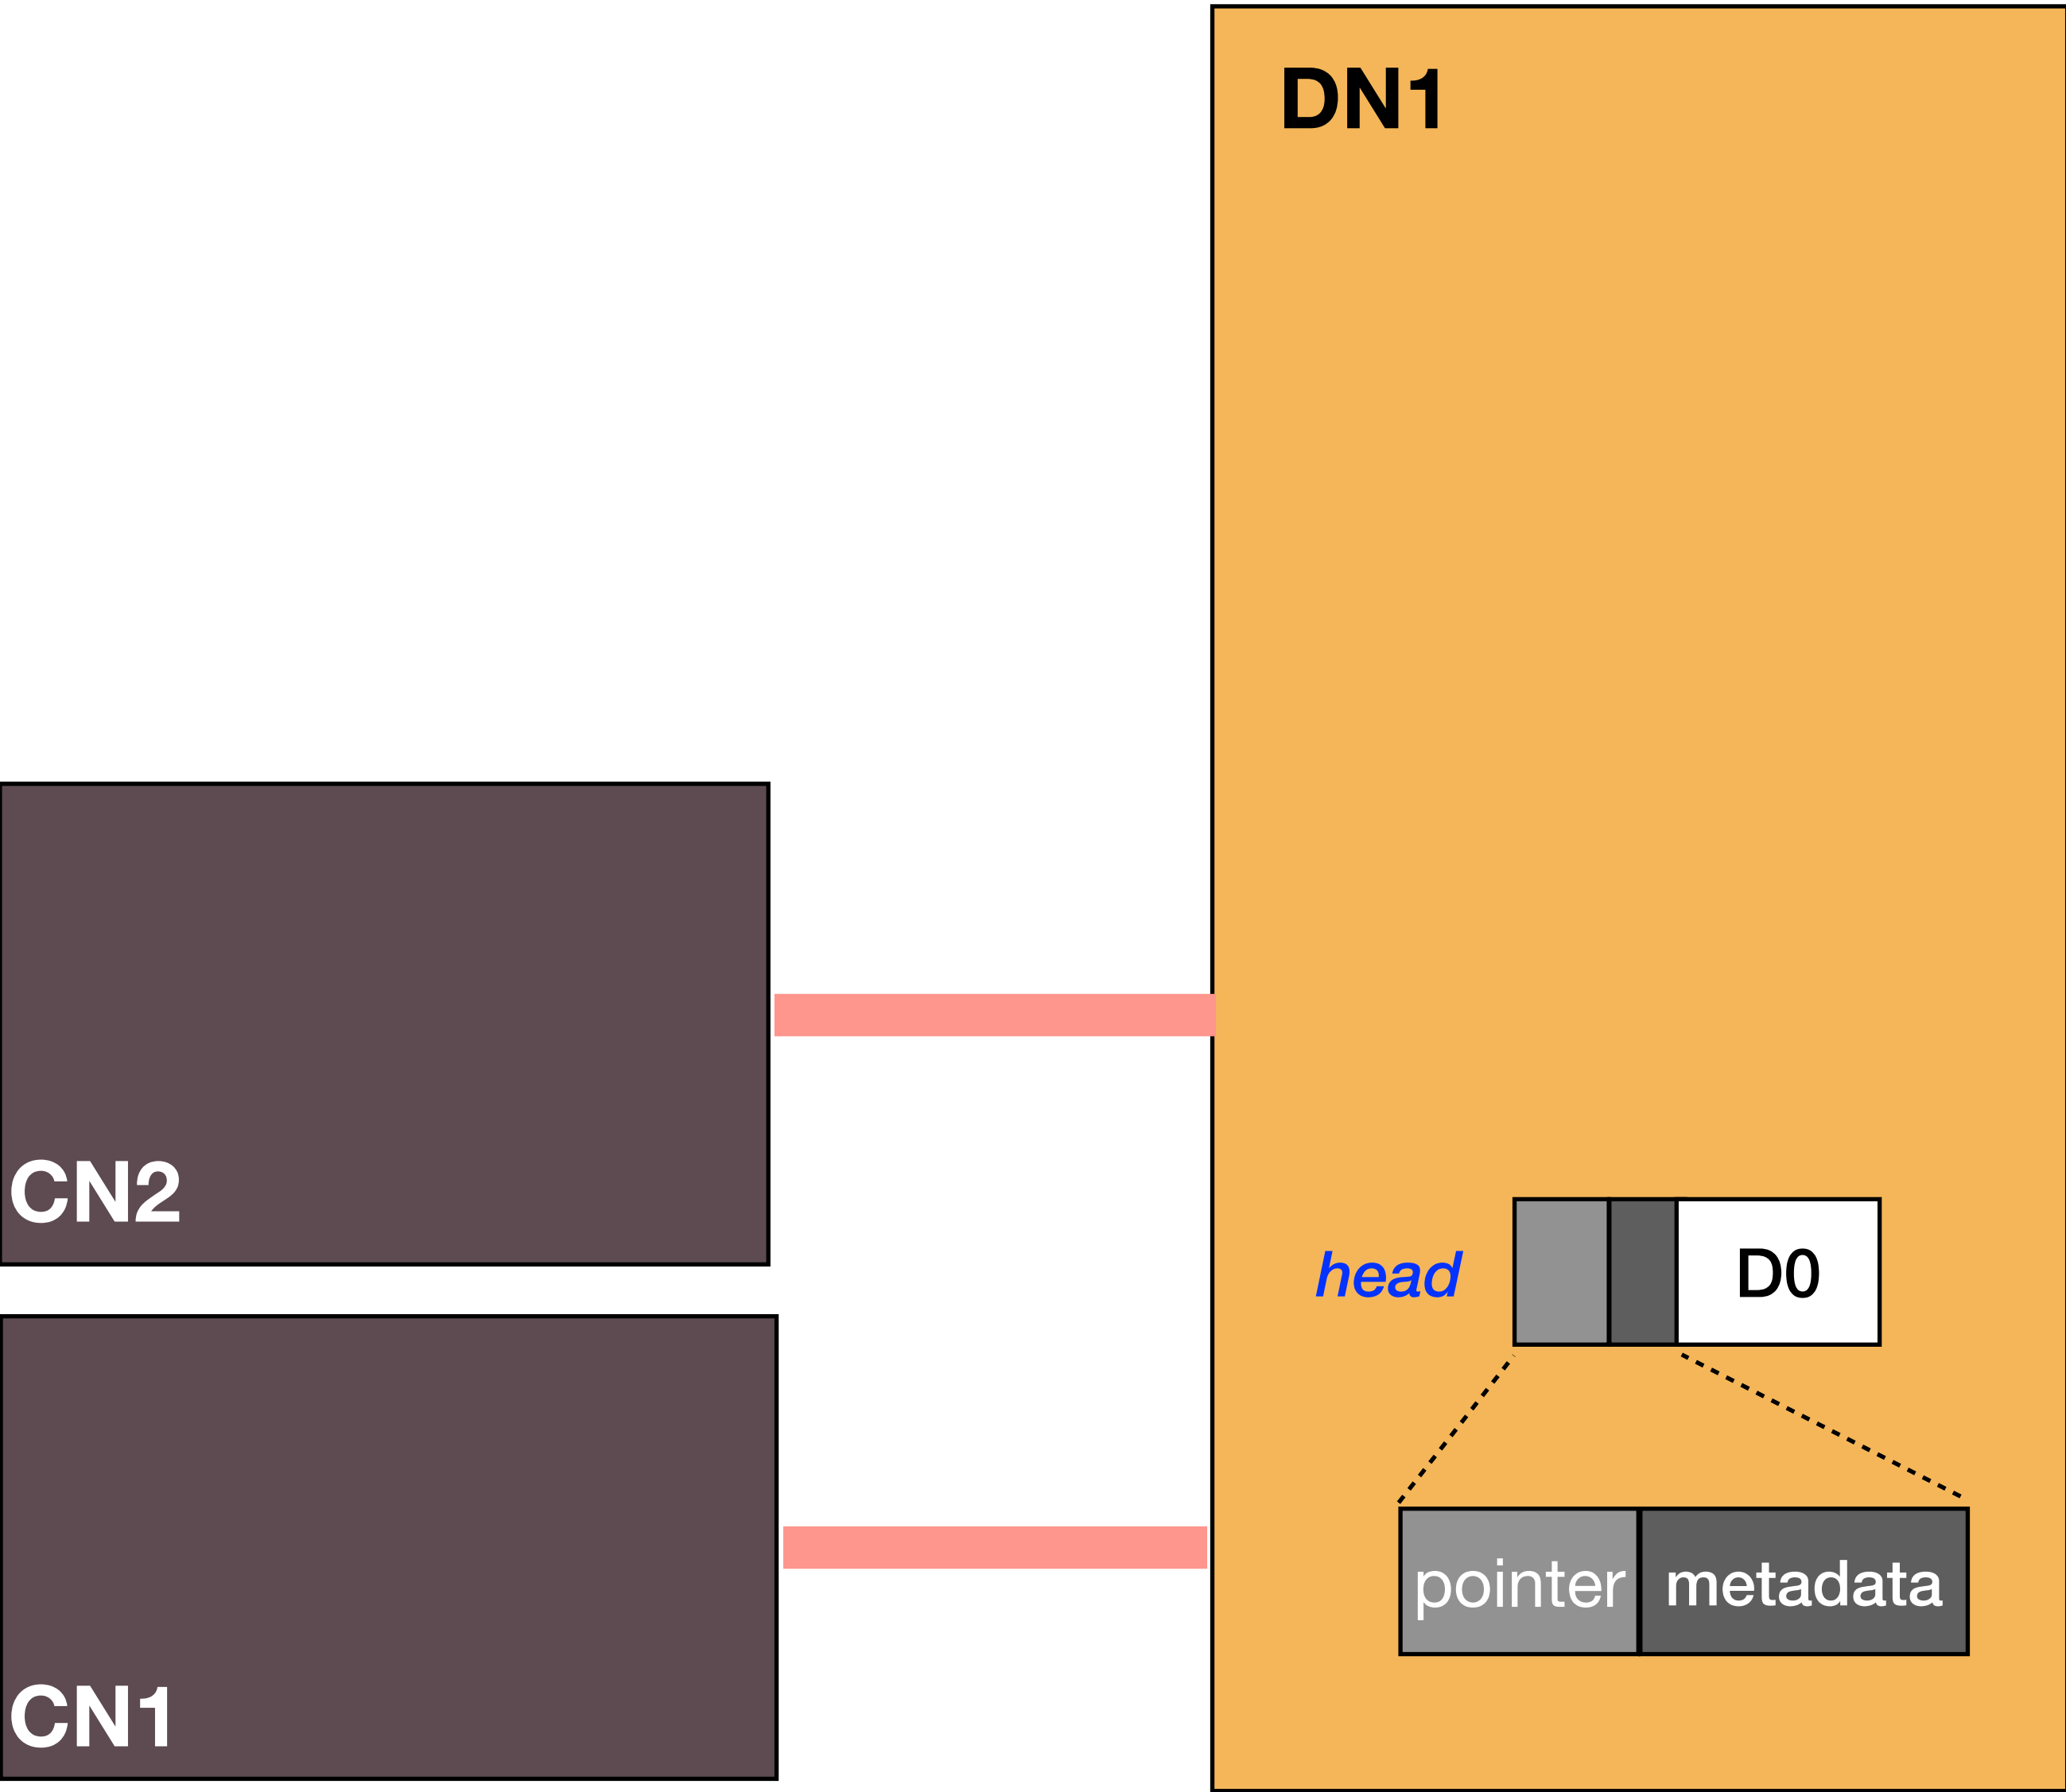 DN1
CN2
head
D0
pointer
metadata
CN1